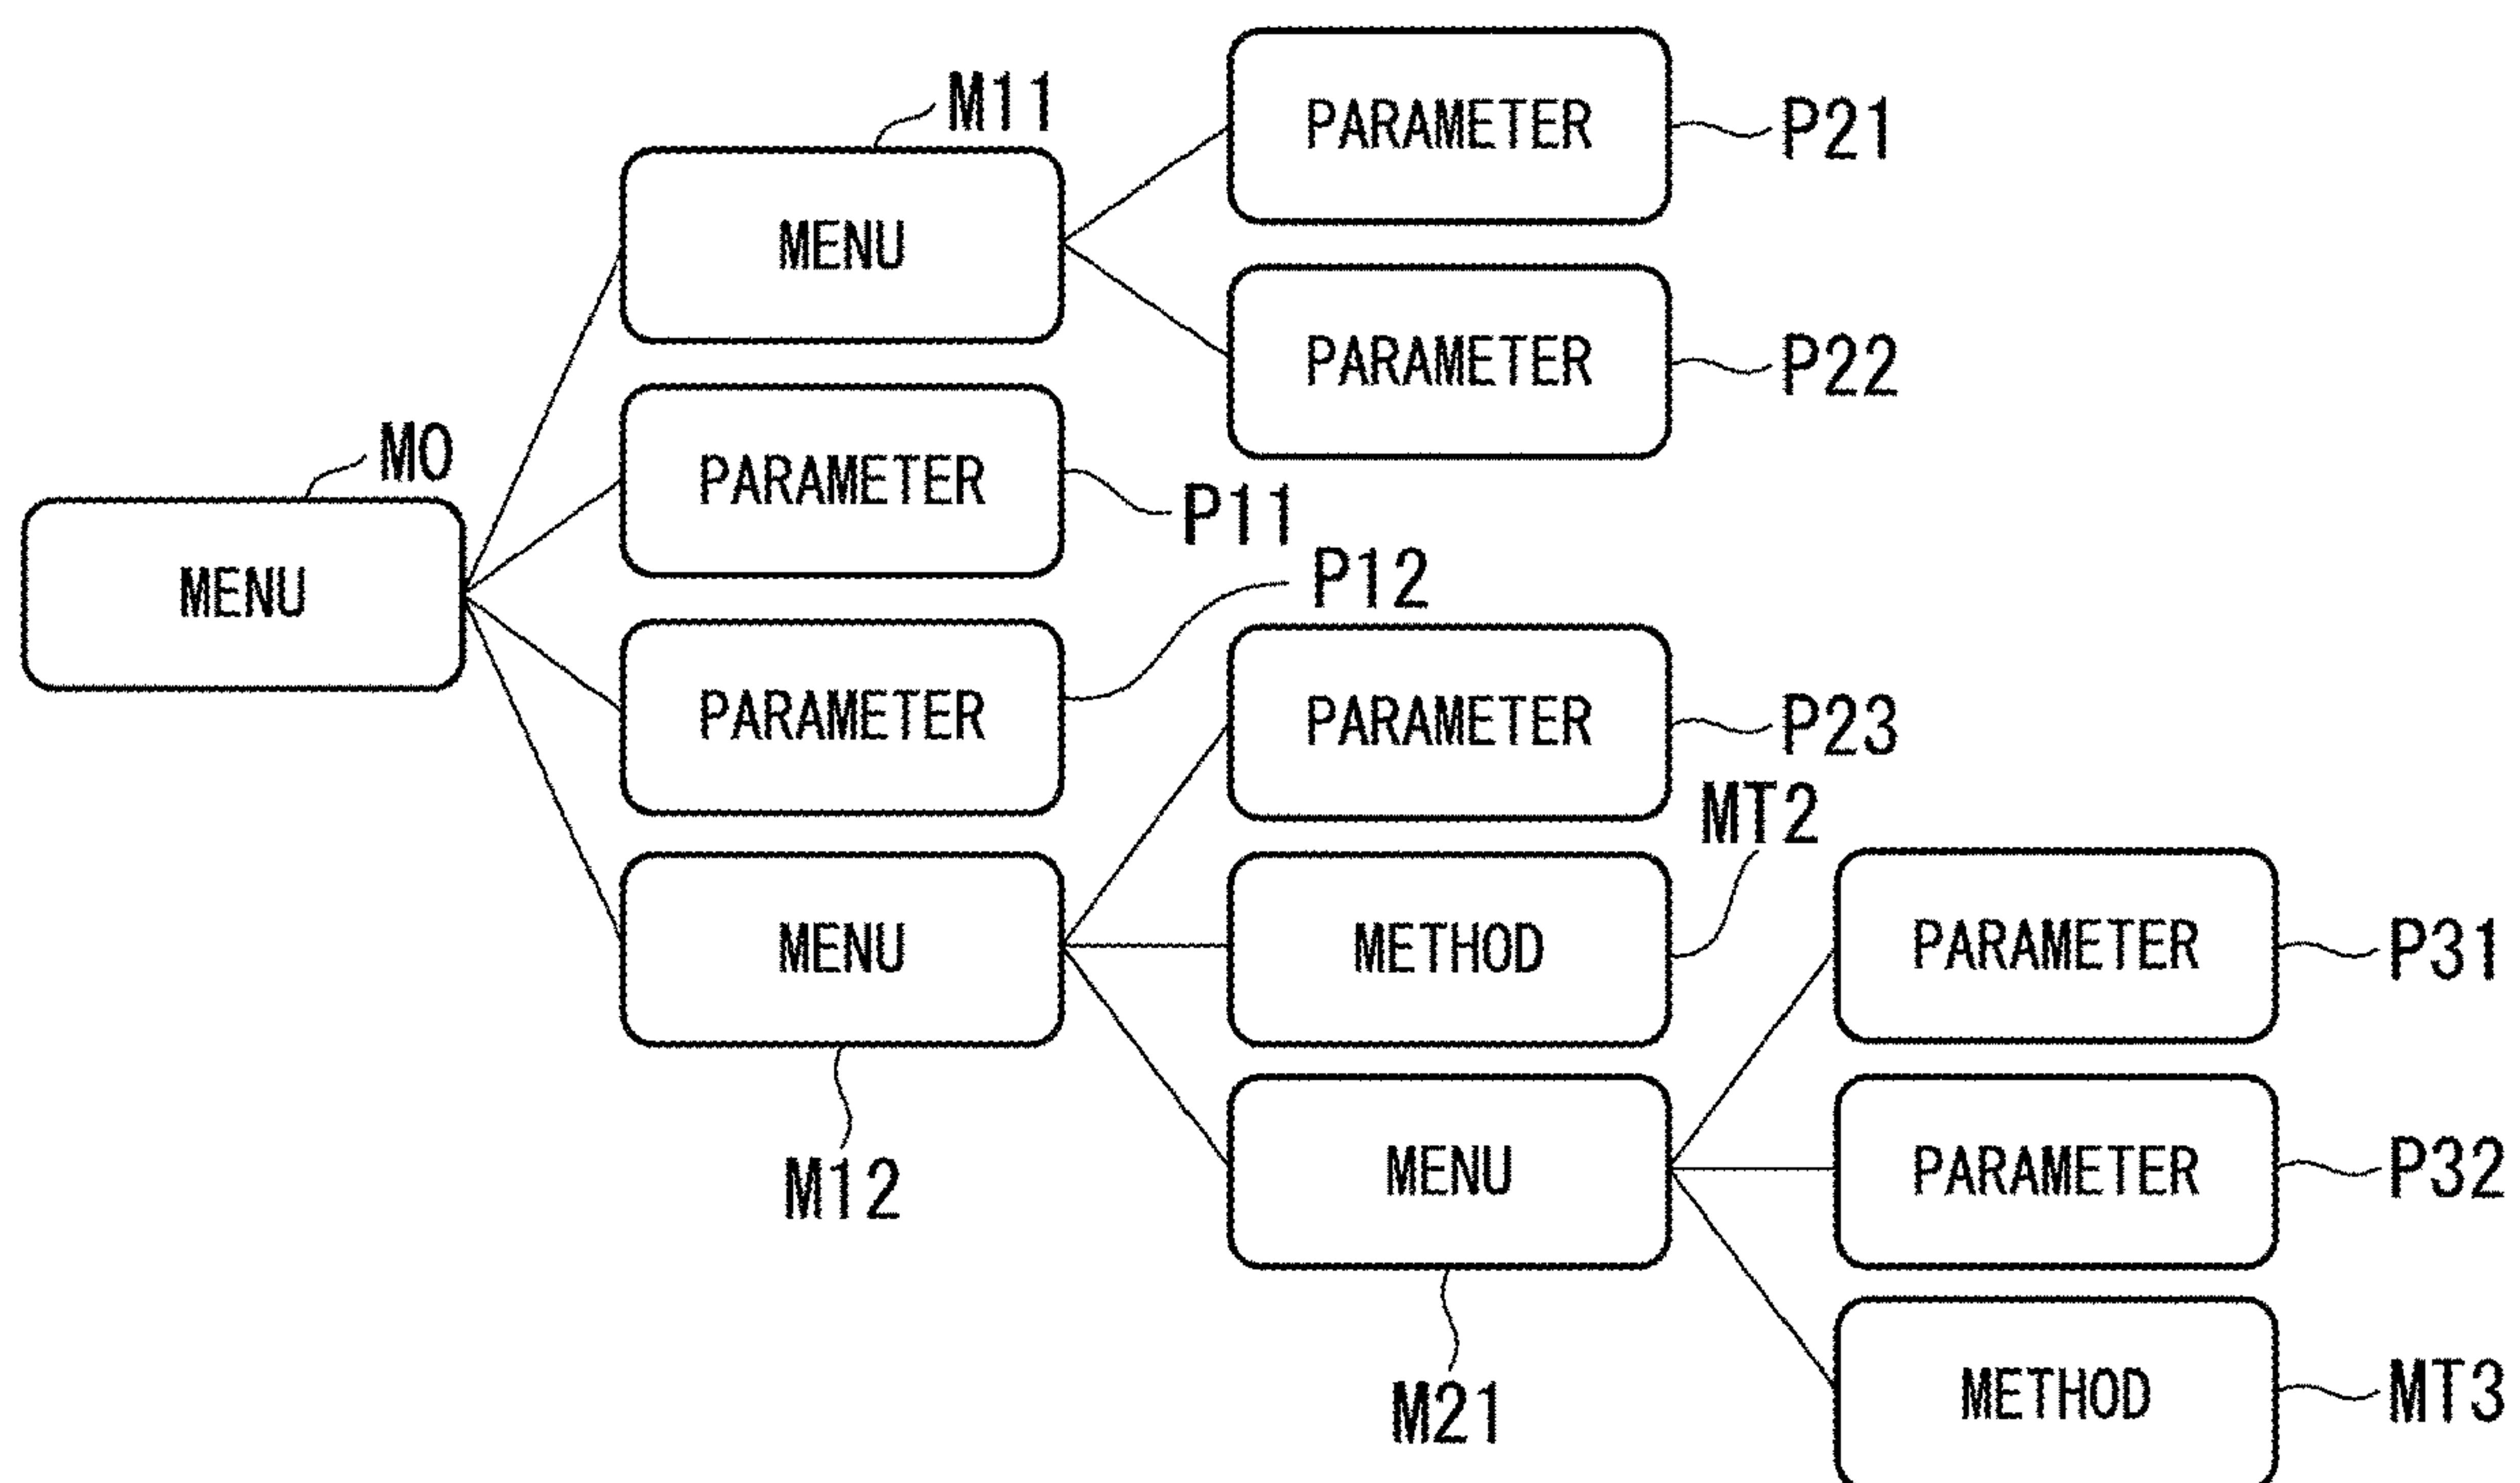 M11
PARAMETER
P21
MENU
PARAMETER
P22
M0
PARAMETER
P11
MENU
P12
PARAMETER
PARAMETER
P23
MT2
MENU
METHOD
PARAMETER
P31
M12
MENU
PARAMETER
P32
M21
METHOD
MT3